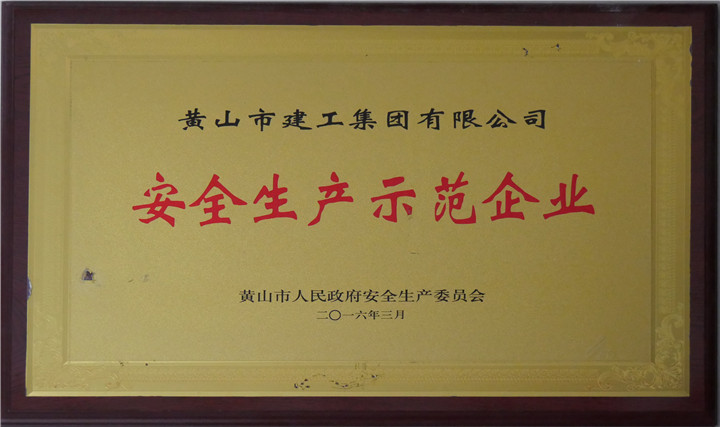 黄山市建工集团有限公司
安全生产示范企业
黄山市人民政府安全生产委员会
二〇一六年三月